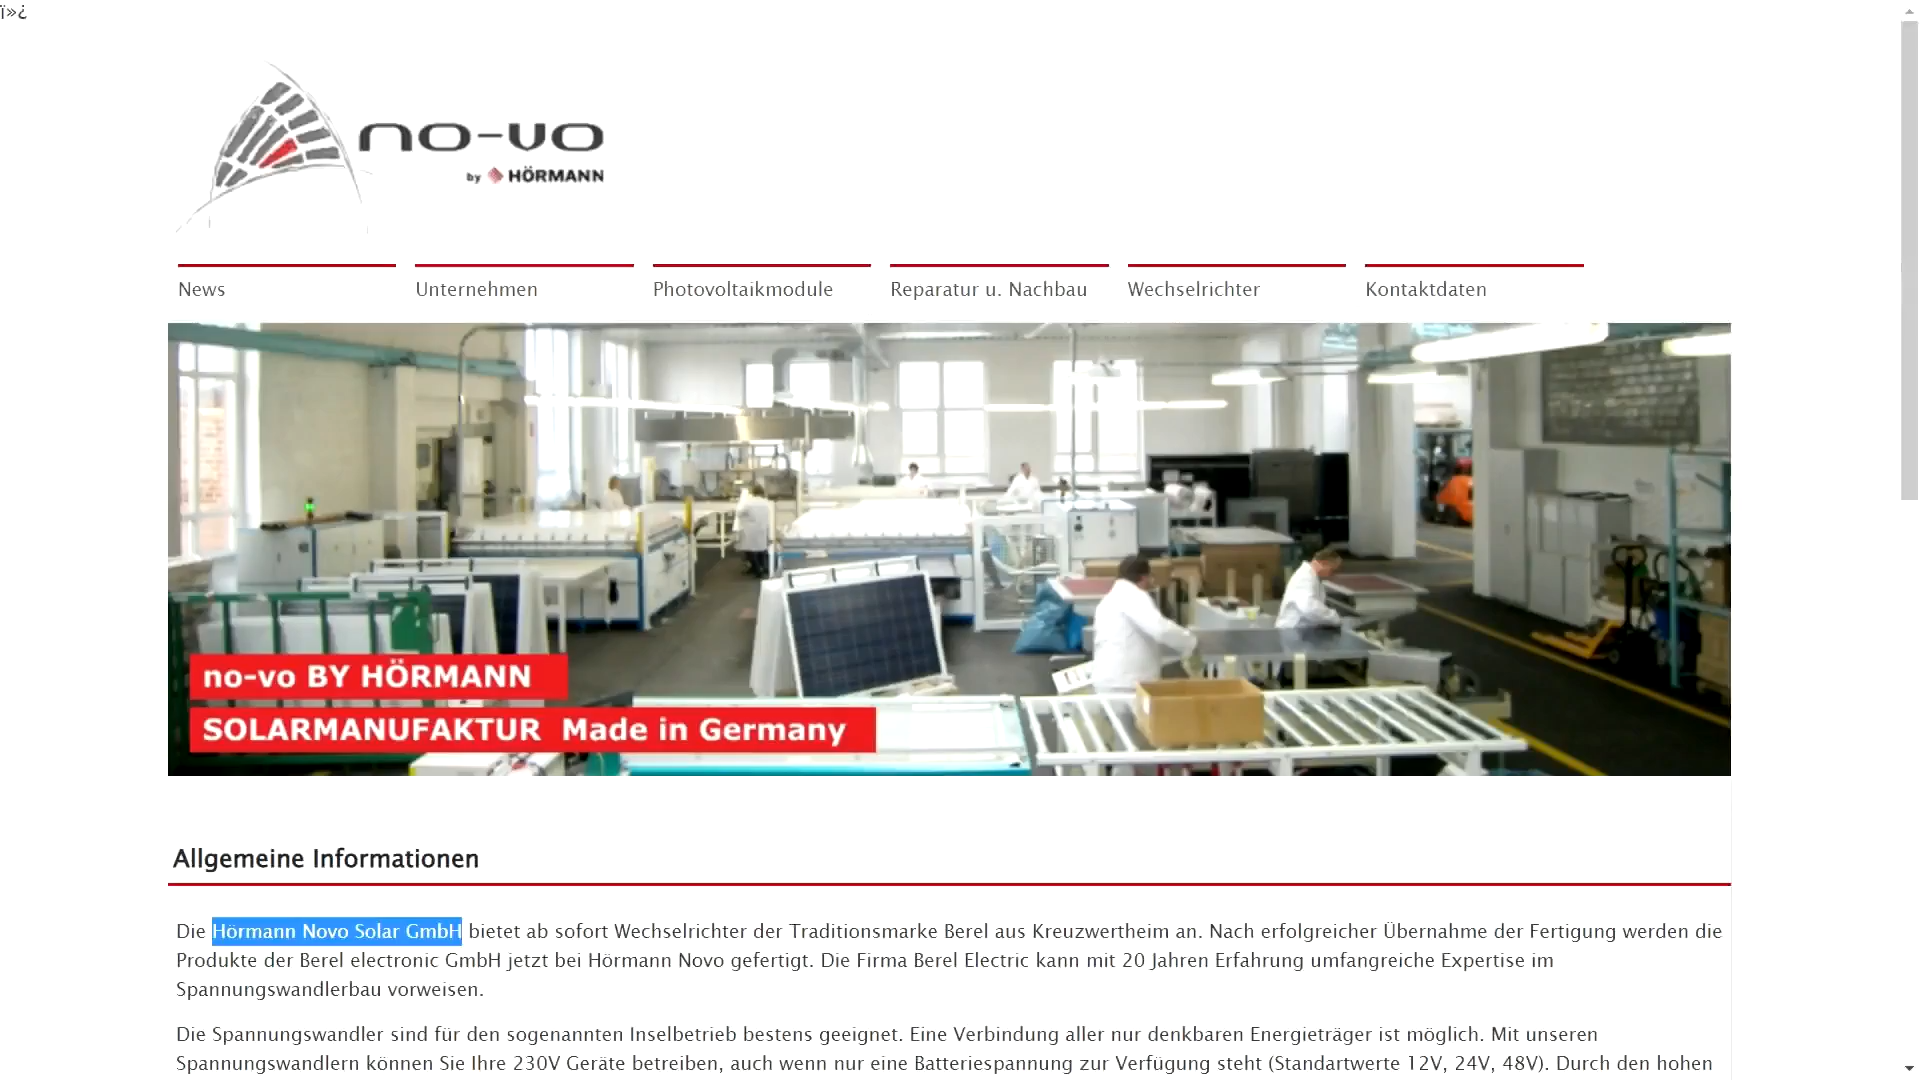 ï»¿
no-vo
by HÖRMANN
News
Unternehmen
Photovoltaikmodule
Reparatur u. Nachbau
Wechselrichter
Kontaktdaten
no-vo BY HÖRMANN
SOLARMANUFAKTUR Made in Germany
Allgemeine Informationen
Die Hörmann Novo Solar GmbH bietet ab sofort Wechselrichter der Traditionsmarke Berel aus Kreuzwertheim an. Nach erfolgreicher Übernahme der Fertigung werden die
Produkte der Berel electronic GmbH jetzt bei Hörmann Novo gefertigt. Die Firma Berel Electric kann mit 20 Jahren Erfahrung umfangreiche Expertise im
Spannungswandlerbau vorweisen.
Die Spannungswandler sind für den sogenannten Inselbetrieb bestens geeignet. Eine Verbindung aller nur denkbaren Energieträger ist möglich. Mit unseren
Spannungswandlern können Sie Ihre 230V Geräte betreiben, auch wenn nur eine Batteriespannung zur Verfügung steht (Standartwerte 12V, 24V, 48V). Durch den hohen